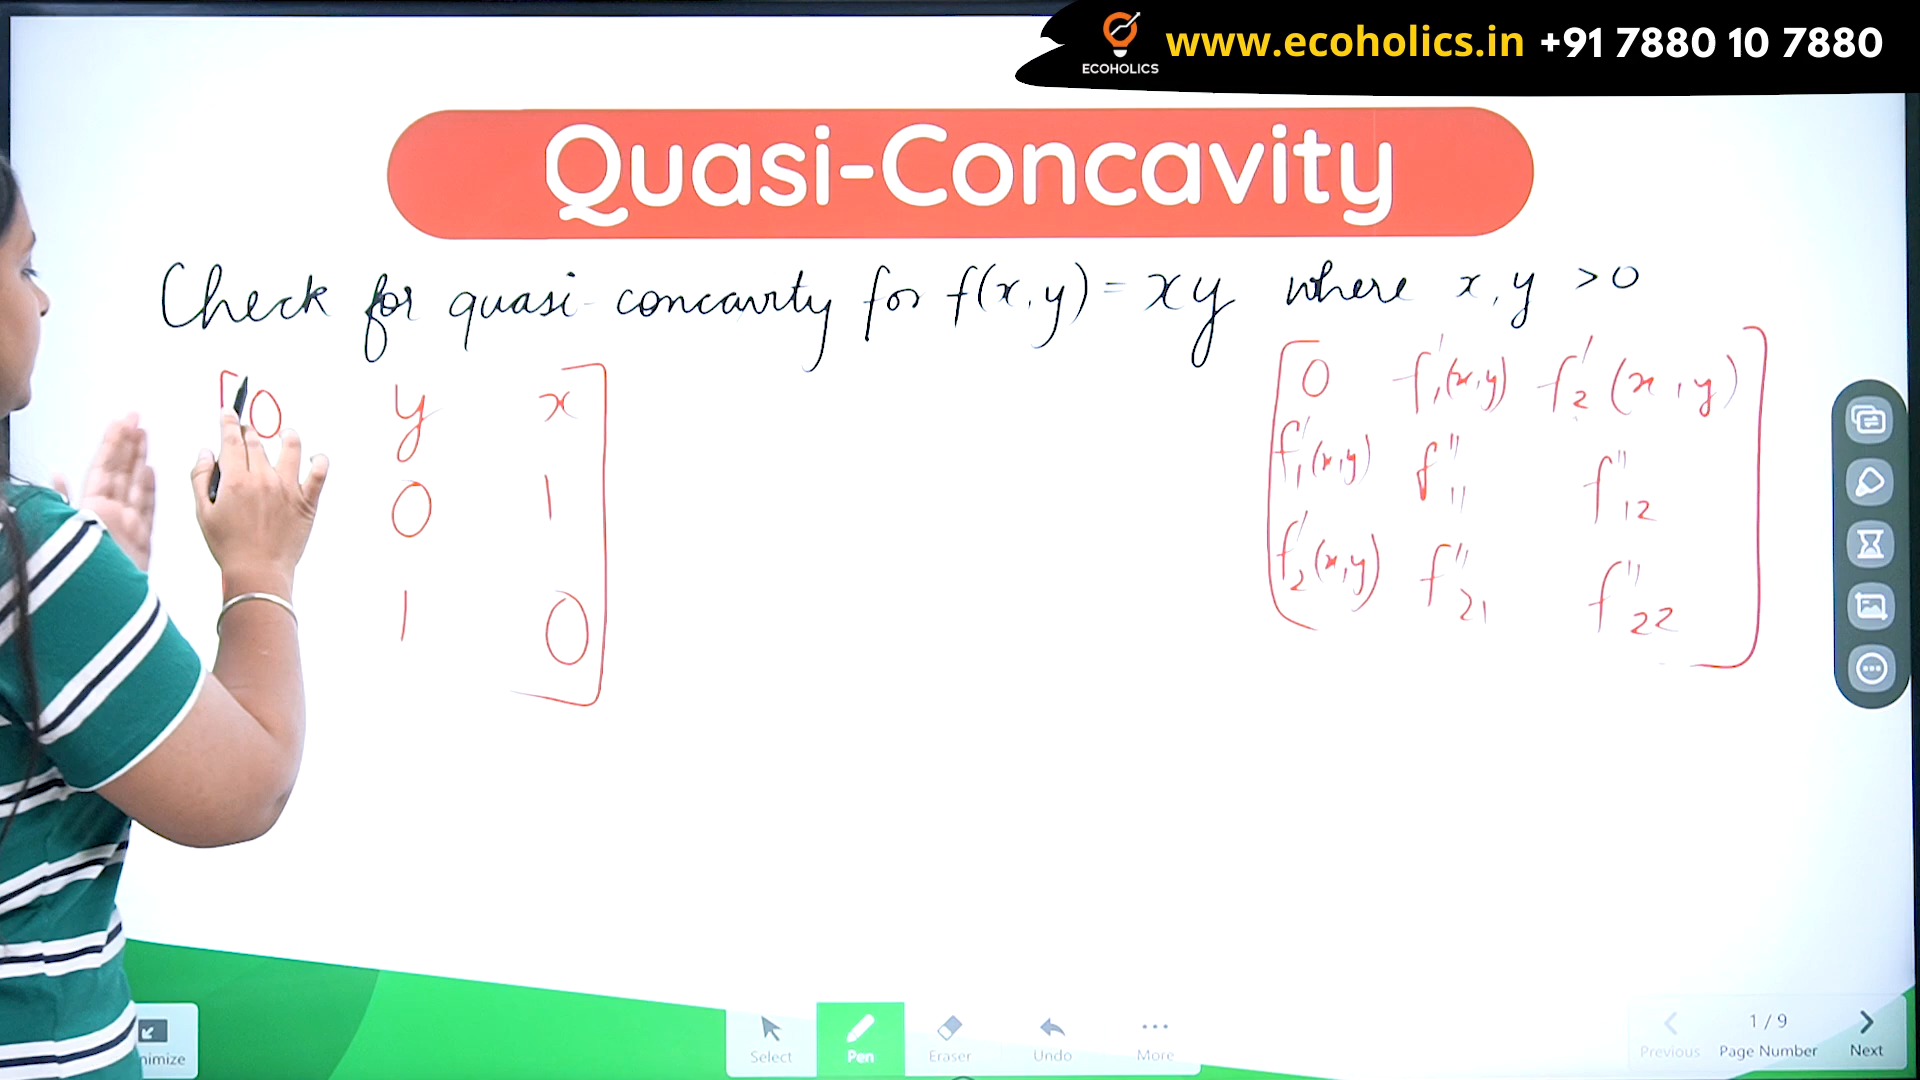 www.ecoholics.in +91 7880 10 7880
ECOHOLICS
Quasi-Concavity
Check for quasi-concavity for f(x,y) = xy where x, y > 0
0 y x
0 1
1 0
0 f'₁(x,y) f'₂(x,y)
f'₁(x,y) f''₁₁ f''₁₂
f'₂(x,y) f''₂₁ f''₂₂
nimize
Select Pen Eraser Undo More
1 / 9
Previous Page Number Next